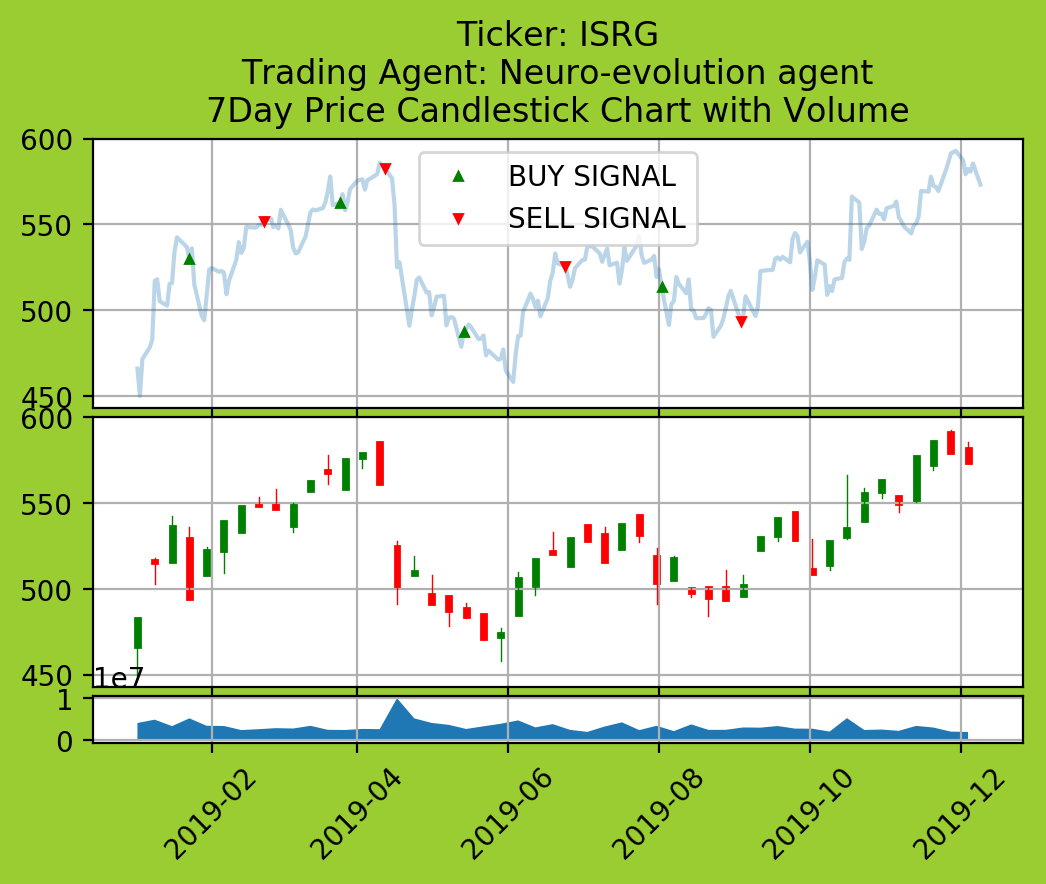 Ticker: ISRG
Trading Agent: Neuro-evolution agent
7Day Price Candlestick Chart with Volume
600
BUY SIGNAL
SELL SIGNAL
550
500
450
600
550
500
450
1e7
1
0
2019-02
2019-04
2019-06
2019-08
2019-10
2019-12